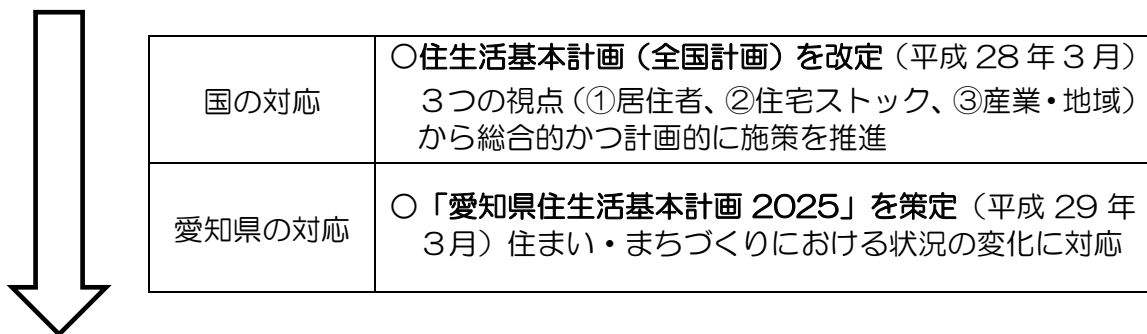 国の対応
○住生活基本計画（全国計画）を改定（平成 28 年 3 月）
３つの視点（①居住者、②住宅ストック、③産業・地域）
から総合的かつ計画的に施策を推進
愛知県の対応
○「愛知県住生活基本計画 2025」を策定（平成 29 年
３月）住まい・まちづくりにおける状況の変化に対応